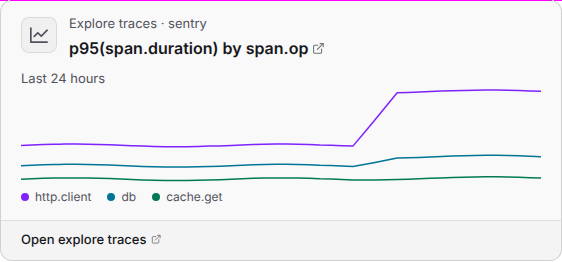 Explore traces · sentry
p95(span.duration) by span.op
Last 24 hours
http.client
db
cache.get
Open explore traces